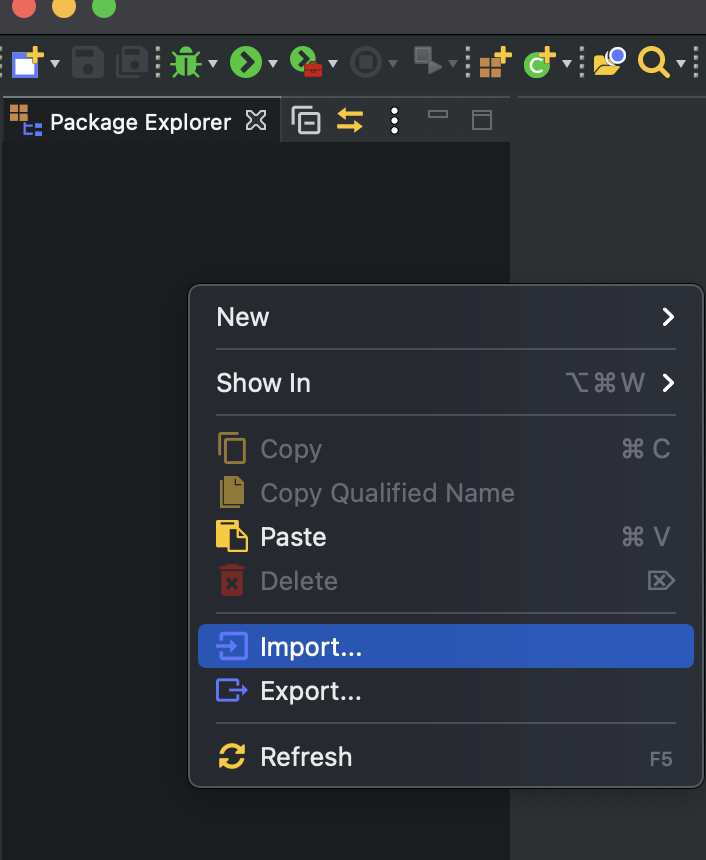 Package Explorer
New
Show In ⌥⌘W
Copy ⌘ C
Copy Qualified Name
Paste ⌘ V
Delete ⌦
Import...
Export...
Refresh F5